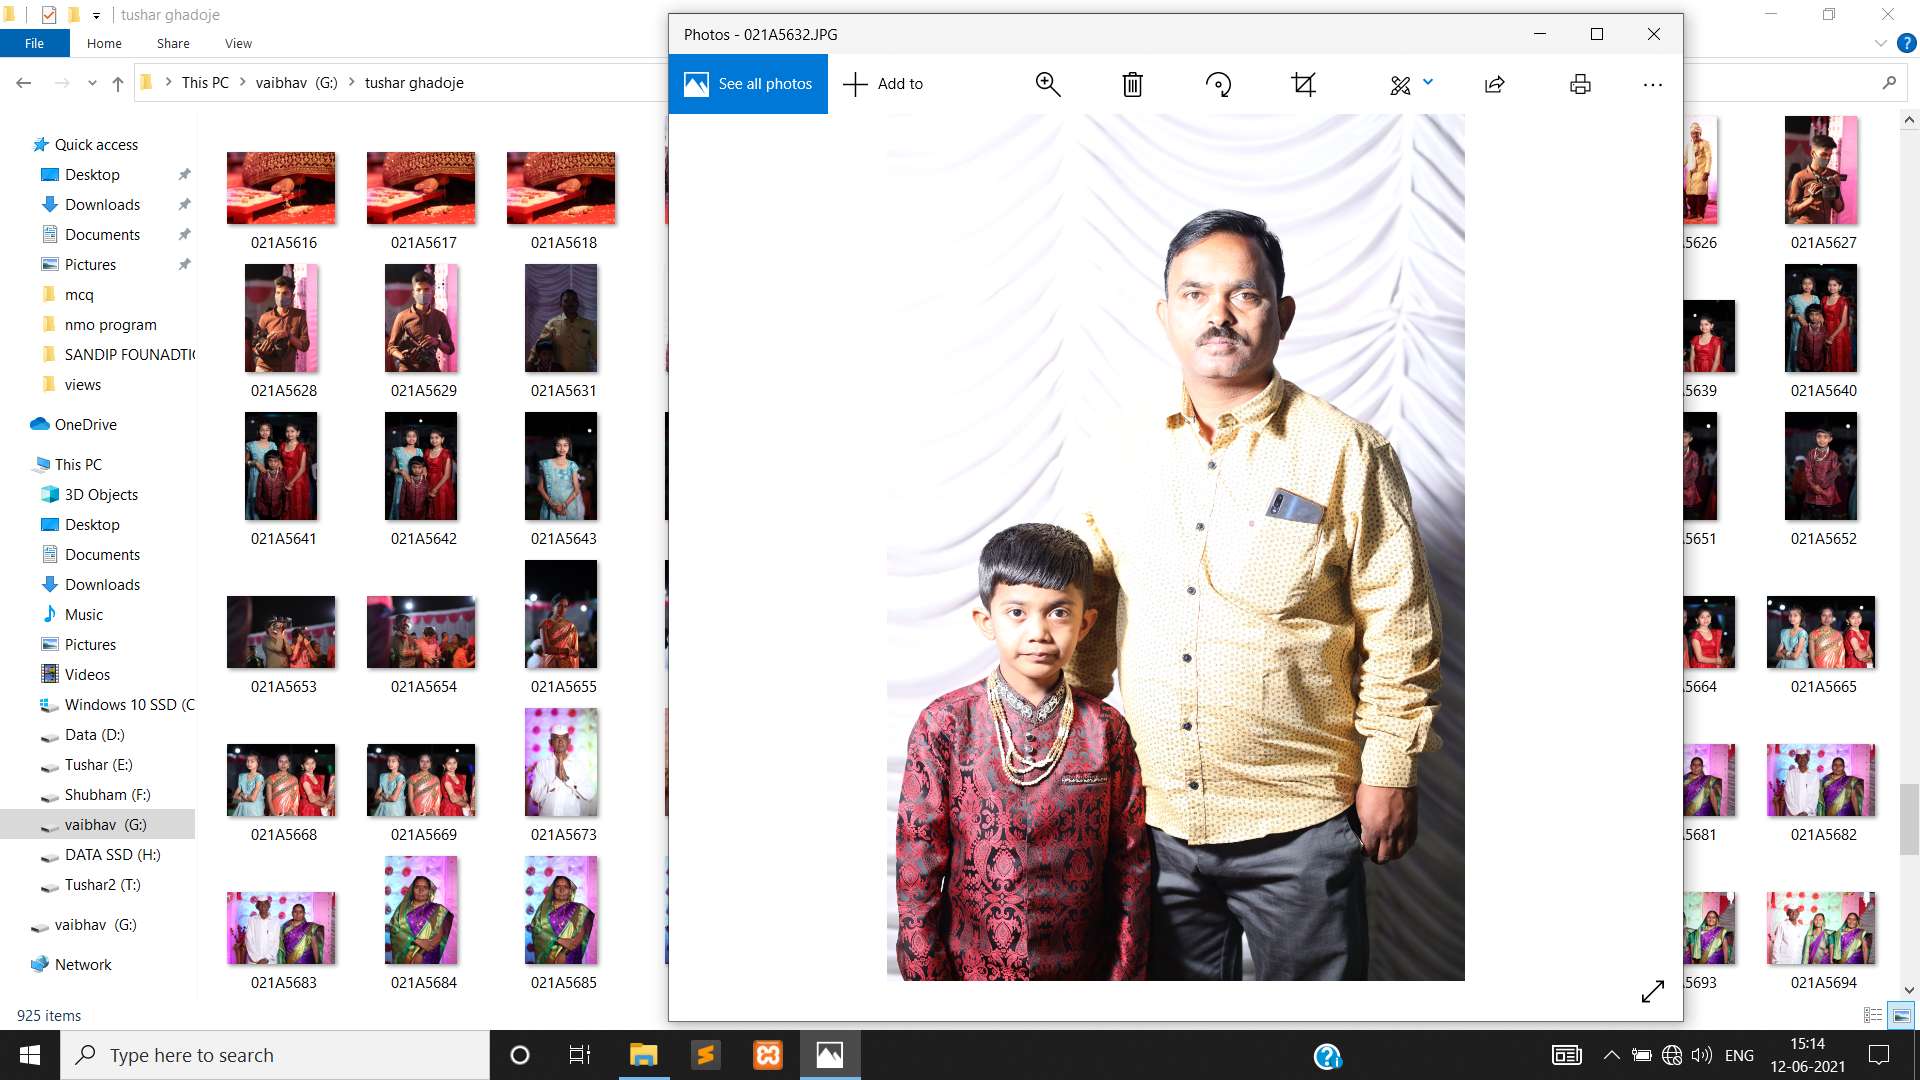 tushar ghadoje
File
Home
Share
View
This PC
vaibhav (G:)
tushar ghadoje
Quick access
Desktop
Downloads
Documents
Pictures
mcq
nmo program
SANDIP FOUNADTI
views
OneDrive
This PC
3D Objects
Desktop
Documents
Downloads
Music
Pictures
Videos
Windows 10 SSD (C
Data (D:)
Tushar (E:)
Shubham (F:)
vaibhav (G:)
DATA SSD (H:)
Tushar2 (T:)
vaibhav (G:)
Network
925 items
021A5616 021A5617 021A5618
021A5628 021A5629 021A5631
021A5641 021A5642 021A5643
021A5653 021A5654 021A5655
021A5668 021A5669 021A5673
021A5683 021A5684 021A5685
Photos - 021A5632.JPG
See all photos
Add to
5626 021A5627
5639 021A5640
5651 021A5652
5664 021A5665
5681 021A5682
5693 021A5694
Type here to search
ENG
15:14
12-06-2021